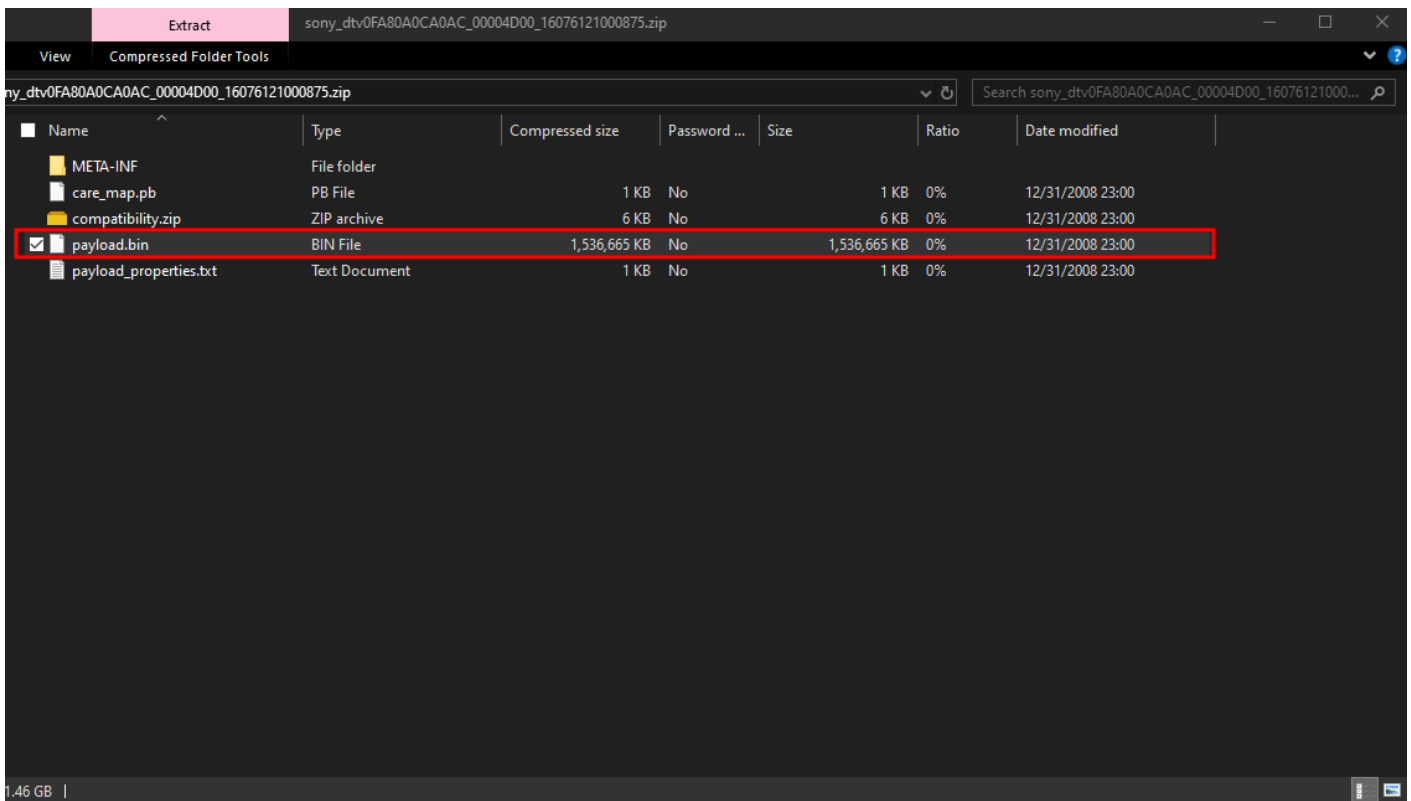 Extract sony_dtv0FA80A0CA0AC_00004D00_16076121000875.zip
View Compressed Folder Tools ?
ny_dtv0FA80A0CA0AC_00004D00_16076121000875.zip Search sony_dtv0FA80A0CA0AC_00004D00_16076121000...
Name Type Compressed size Password ... Size Ratio Date modified
META-INF File folder
care_map.pb PB File 1 KB No 1 KB 0% 12/31/2008 23:00
compatibility.zip ZIP archive 6 KB No 6 KB 0% 12/31/2008 23:00
payload.bin BIN File 1,536,665 KB No 1,536,665 KB 0% 12/31/2008 23:00
payload_properties.txt Text Document 1 KB No 1 KB 0% 12/31/2008 23:00
1.46 GB